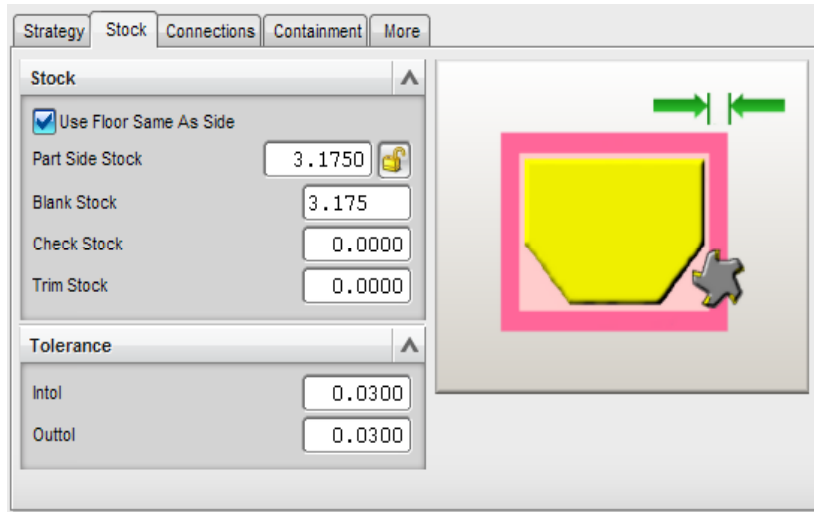 Strategy Stock Connections Containment More
Stock
Use Floor Same As Side
Part Side Stock 3.1750
Blank Stock 3.175
Check Stock 0.0000
Trim Stock 0.0000
Tolerance
Intol 0.0300
Outtol 0.0300